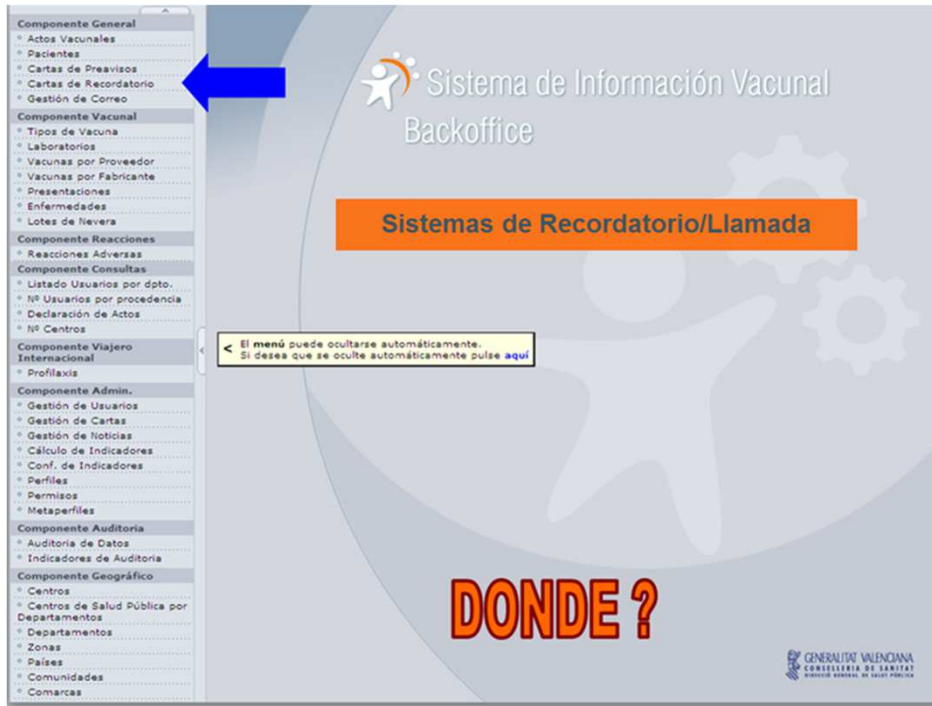 Componente General
Actos Vacunales
Pacientes
Cartas de Preavisos
Cartas de Recordatorio
Gestión de Correo
Componente Vacunal
Tipos de Vacuna
Laboratorios
Vacunas por Proveedor
Vacunas por Fabricante
Presentaciones
Enfermedades
Lotes de Nevera
Componente Reacciones
Reacciones Adversas
Componente Consultas
Listado Usuarios por dpto.
Nº Usuarios por procedencia
Declaración de Actos
Nº Centros
Componente Viajero
Internacional
Profilaxis
Componente Admin.
Gestión de Usuarios
Gestión de Cartas
Gestión de Noticias
Cálculo de Indicadores
Conf. de Indicadores
Perfiles
Permisos
Metaperfiles
Componente Auditoria
Auditoria de Datos
Indicadores de Auditoria
Componente Geográfico
Centros
Centros de Salud Pública por
Departamentos
Departamentos
Zonas
Países
Comunidades
Comarcas
Sistema de Información Vacunal
Backoffice
Sistemas de Recordatorio/Llamada
< El menú puede ocultarse automáticamente.
Si desea que se oculte automáticamente pulse aquí
DONDE ?
GENERALITAT VALENCIANA
CONSELLERIA DE SANITAT
DIRECCIÓ GENERAL DE SALUT PÚBLICA